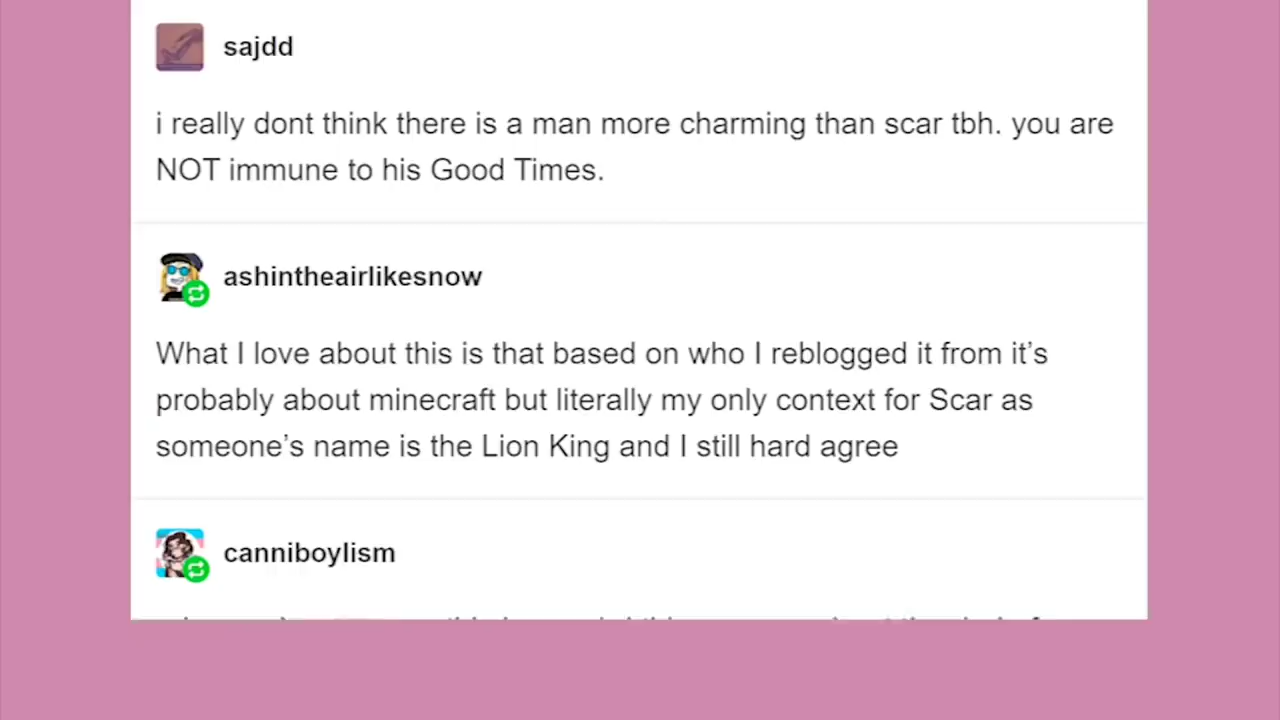 sajdd
i really dont think there is a man more charming than scar tbh. you are
NOT immune to his Good Times.
ashintheairlikesnow
What I love about this is that based on who I reblogged it from it’s
probably about minecraft but literally my only context for Scar as
someone’s name is the Lion King and I still hard agree
canniboylism